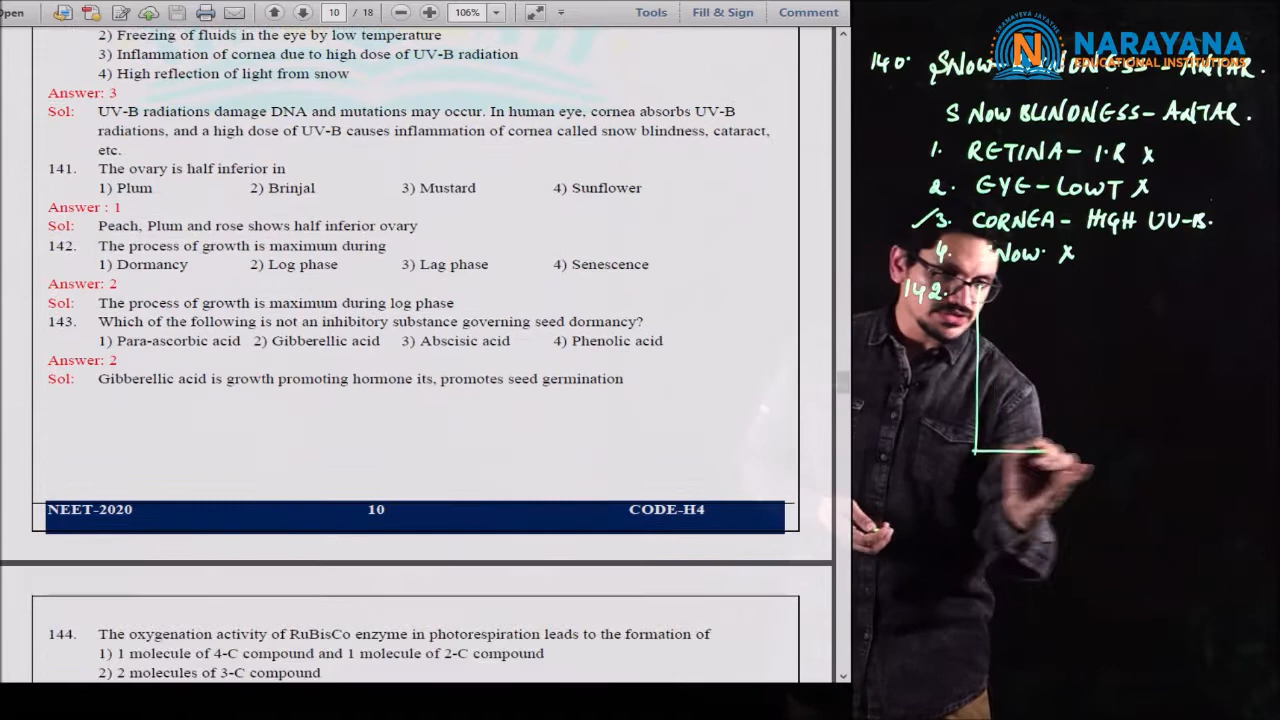 Open
10 / 18
106%
Tools
Fill & Sign
Comment
2) Freezing of fluids in the eye by low temperature
3) Inflammation of cornea due to high dose of UV-B radiation
4) High reflection of light from snow
Answer: 3
Sol: UV-B radiations damage DNA and mutations may occur. In human eye, cornea absorbs UV-B
radiations, and a high dose of UV-B causes inflammation of cornea called snow blindness, cataract,
etc.
141. The ovary is half inferior in
1) Plum 2) Brinjal 3) Mustard 4) Sunflower
Answer : 1
Sol: Peach, Plum and rose shows half inferior ovary
142. The process of growth is maximum during
1) Dormancy 2) Log phase 3) Lag phase 4) Senescence
Answer: 2
Sol: The process of growth is maximum during log phase
143. Which of the following is not an inhibitory substance governing seed dormancy?
1) Para-ascorbic acid 2) Gibberellic acid 3) Abscisic acid 4) Phenolic acid
Answer: 2
Sol: Gibberellic acid is growth promoting hormone its, promotes seed germination
NEET-2020 10 CODE-H4
144. The oxygenation activity of RuBisCo enzyme in photorespiration leads to the formation of
1) 1 molecule of 4-C compound and 1 molecule of 2-C compound
2) 2 molecules of 3-C compound
SHAMAYEVA JAYATHE
N
NARAYANA
EDUCATIONAL INSTITUTIONS
140. SNOW BLINDNESS - ANTAR.
SNOW BLINDNESS - ANTAR.
1. RETINA - I.R X
2. EYE - LOW T X
3. CORNEA - HIGH UV-B.
4. SNOW. X
142.